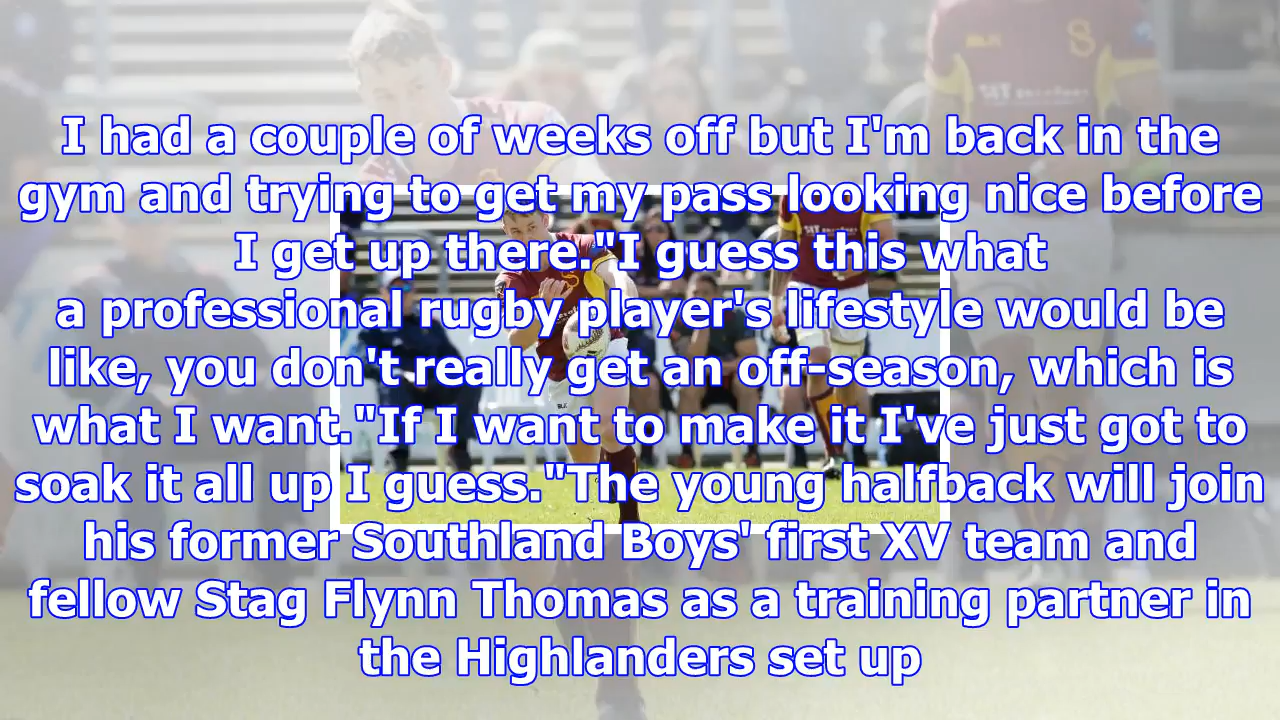 I had a couple of weeks off but I'm back in the
gym and trying to get my pass looking nice before
I get up there."I guess this what
a professional rugby player's lifestyle would be
like, you don't really get an off-season, which is
what I want."If I want to make it I've just got to
soak it all up I guess."The young halfback will join
his former Southland Boys' first XV team and
fellow Stag Flynn Thomas as a training partner in
the Highlanders set up